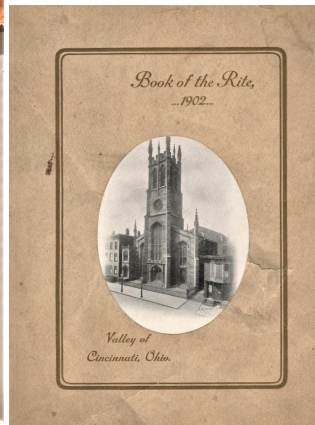 Book of the Rite,
...1902...
Valley of
Cincinnati, Ohio.